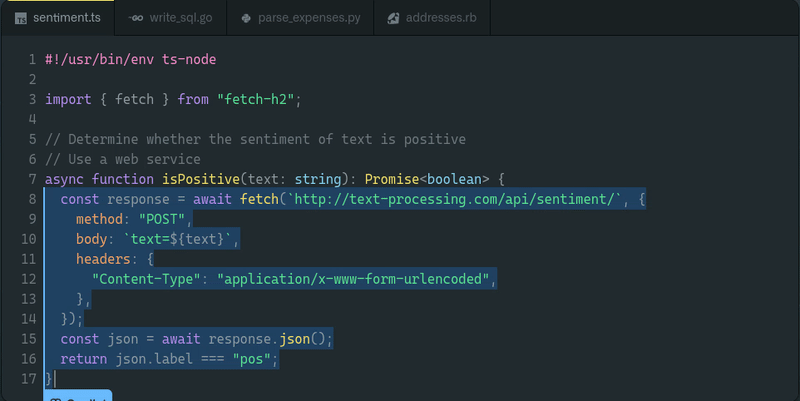 sentiment.ts write_sql.go parse_expenses.py addresses.rb
1 #!/usr/bin/env ts-node
2
3 import { fetch } from "fetch-h2";
4
5 // Determine whether the sentiment of text is positive
6 // Use a web service
7 async function isPositive(text: string): Promise<boolean> {
8   const response = await fetch(`http://text-processing.com/api/sentiment/`, {
9     method: "POST",
10     body: `text=${text}`,
11     headers: {
12       "Content-Type": "application/x-www-form-urlencoded",
13     },
14   });
15   const json = await response.json();
16   return json.label === "pos";
17 }